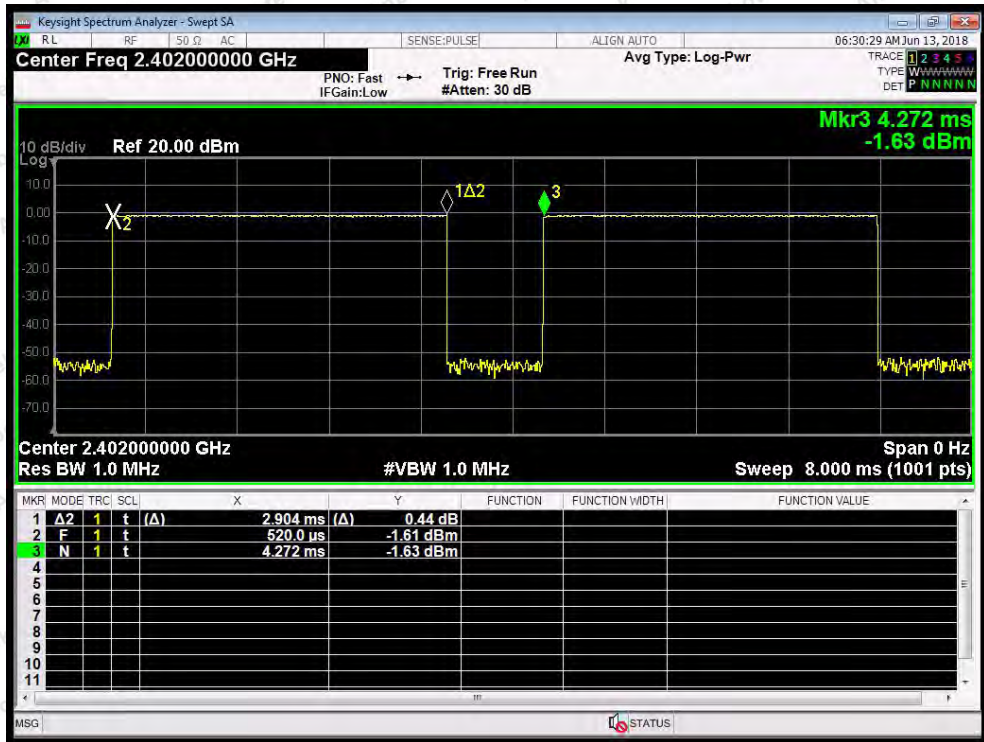 Keysight Spectrum Analyzer - Swept SA
LXI RL RF 50 Ω AC SENSE:PULSE ALIGN AUTO 06:30:29 AM Jun 13, 2018
Center Freq 2.402000000 GHz Avg Type: Log-Pwr TRACE 1 2 3 4 5 6
PNO: Fast Trig: Free Run TYPE W
IFGain:Low #Atten: 30 dB DET P N N N N N
Mkr3 4.272 ms
10 dB/div Ref 20.00 dBm -1.63 dBm
Log
10.0
1Δ2 3
0.00
2
-10.0
-20.0
-30.0
-40.0
-50.0
-60.0
-70.0
Center 2.402000000 GHz Span 0 Hz
Res BW 1.0 MHz #VBW 1.0 MHz Sweep 8.000 ms (1001 pts)
MKR MODE TRC SCL X Y FUNCTION FUNCTION WIDTH FUNCTION VALUE
1 Δ2 1 t (Δ) 2.904 ms (Δ) 0.44 dB
2 F 1 t 520.0 µs -1.61 dBm
3 N 1 t 4.272 ms -1.63 dBm
4
5
6
7
8
9
10
11
MSG STATUS